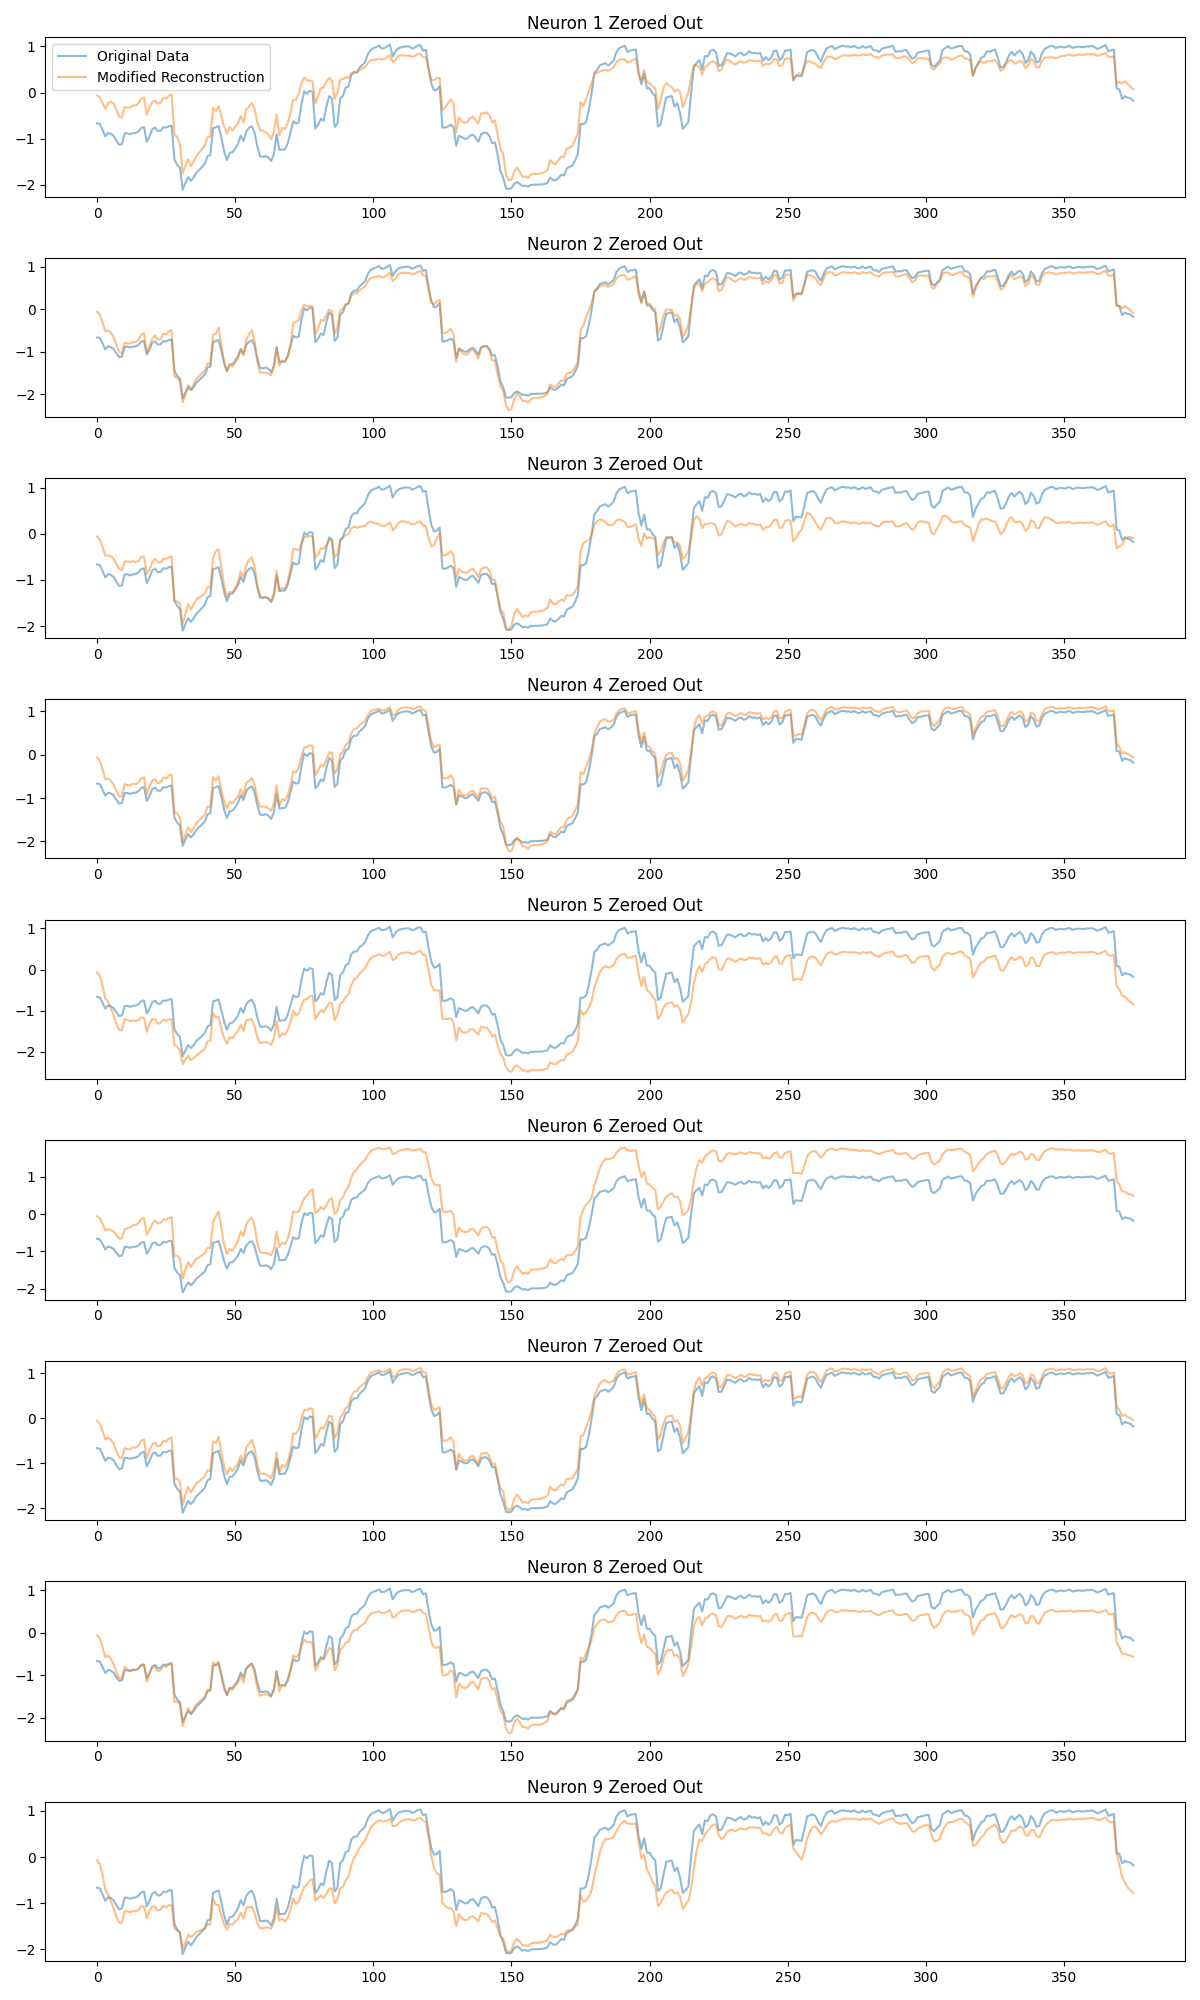 Neuron 1 Zeroed Out
Original Data
Modified Reconstruction
1
0
−1
−2
0 50 100 150 200 250 300 350
Neuron 2 Zeroed Out
1
0
−1
−2
0 50 100 150 200 250 300 350
Neuron 3 Zeroed Out
1
0
−1
−2
0 50 100 150 200 250 300 350
Neuron 4 Zeroed Out
1
0
−1
−2
0 50 100 150 200 250 300 350
Neuron 5 Zeroed Out
1
0
−1
−2
0 50 100 150 200 250 300 350
Neuron 6 Zeroed Out
1
0
−1
−2
0 50 100 150 200 250 300 350
Neuron 7 Zeroed Out
1
0
−1
−2
0 50 100 150 200 250 300 350
Neuron 8 Zeroed Out
1
0
−1
−2
0 50 100 150 200 250 300 350
Neuron 9 Zeroed Out
1
0
−1
−2
0 50 100 150 200 250 300 350